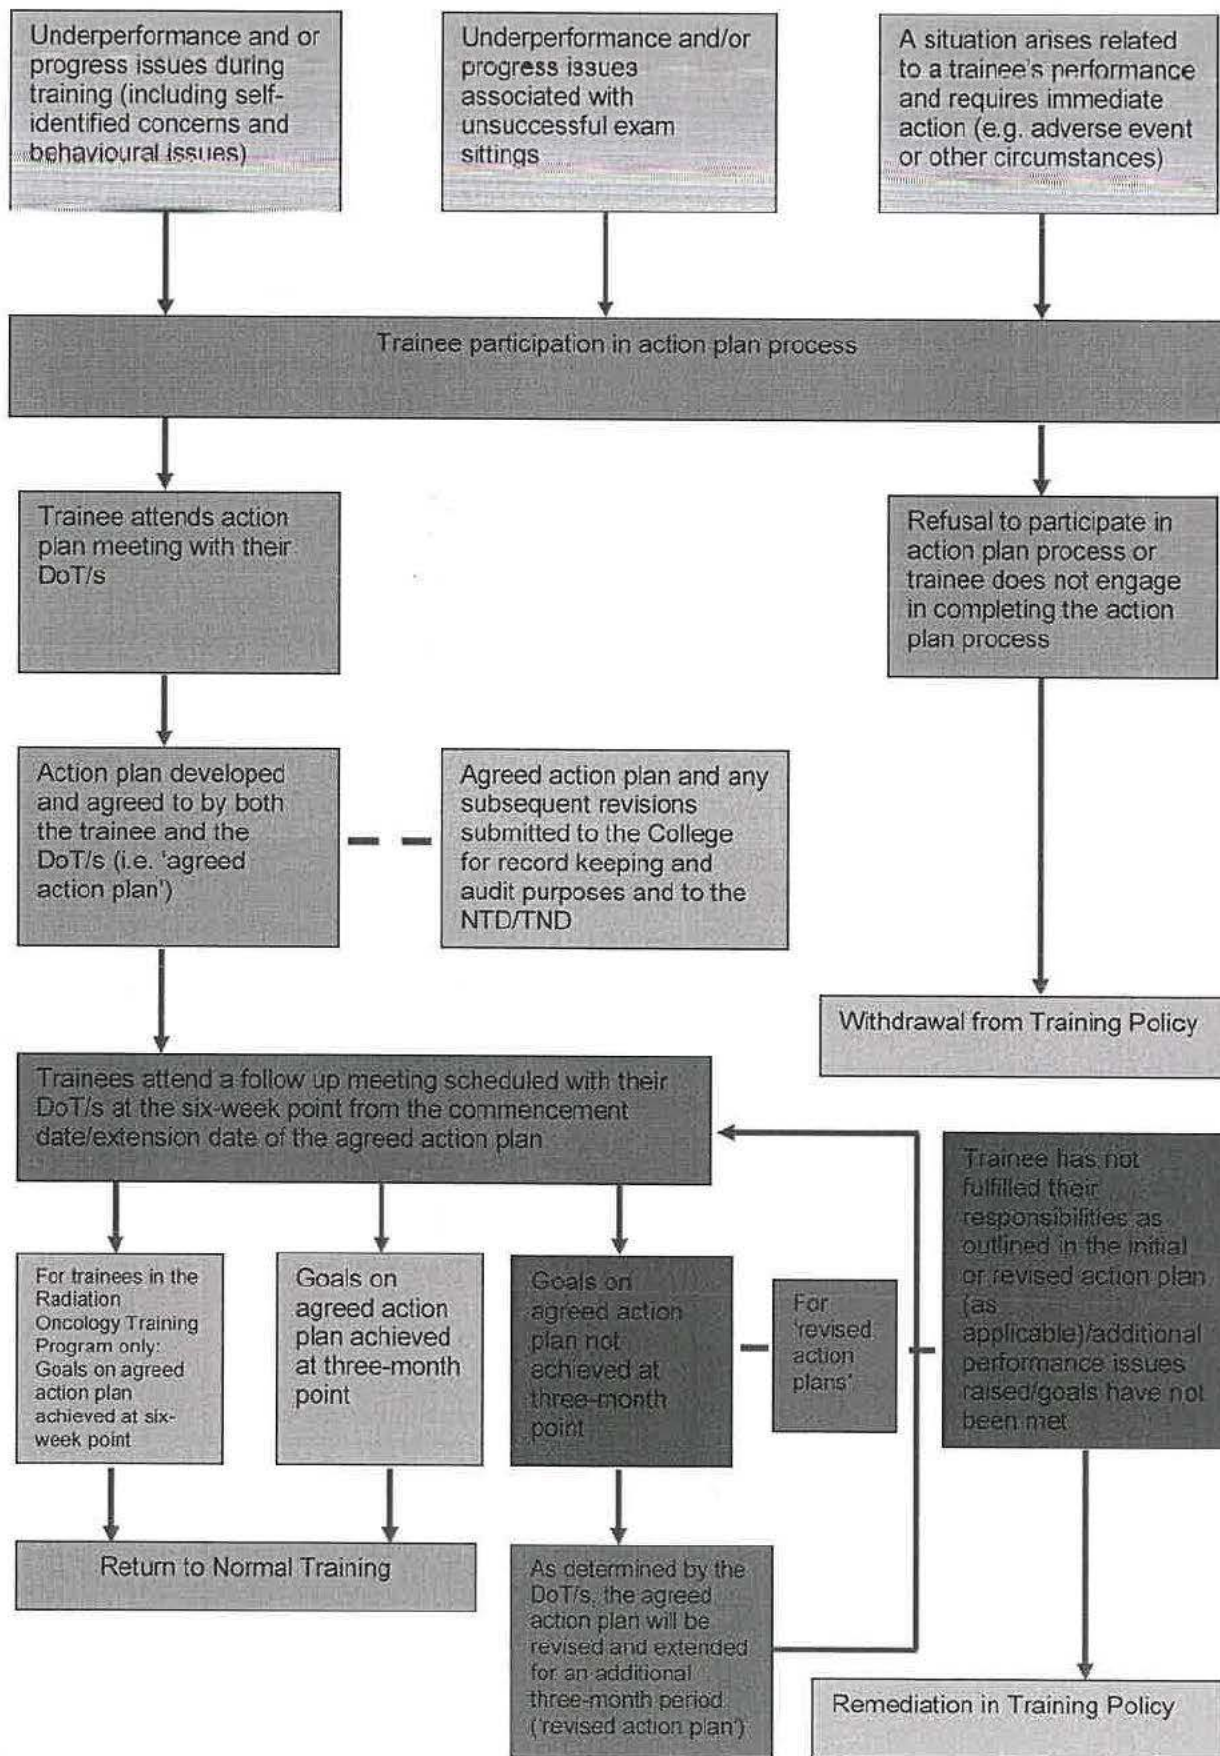 Underperformance and or
progress issues during
training (including self-
identified concerns and
behavioural issues)
Underperformance and/or
progress issues
associated with
unsuccessful exam
sittings
A situation arises related
to a trainee's performance
and requires immediate
action (e.g. adverse event
or other circumstances)
Trainee participation in action plan process
Trainee attends action
plan meeting with their
DoT/s
Refusal to participate in
action plan process or
trainee does not engage
in completing the action
plan process
Action plan developed
and agreed to by both
the trainee and the
DoT/s (i.e. 'agreed
action plan')
Agreed action plan and any
subsequent revisions
submitted to the College
for record keeping and
audit purposes and to the
NTD/TND
Withdrawal from Training Policy
Trainees attend a follow up meeting scheduled with their
DoT/s at the six-week point from the commencement
date/extension date of the agreed action plan
For trainees in the
Radiation
Oncology Training
Program only:
Goals on agreed
action plan
achieved at six-
week point
Goals on
agreed action
plan achieved
at three-month
point
Goals on
agreed action
plan not
achieved at
three-month
point
For
'revised
action
plans'
Trainee has not
fulfilled their
responsibilities as
outlined in the initial
or revised action plan
(as
applicable)/additional
performance issues
raised/goals have not
been met
Return to Normal Training
As determined by the
DoT/s, the agreed
action plan will be
revised and extended
for an additional
three-month period
('revised action plan')
Remediation in Training Policy